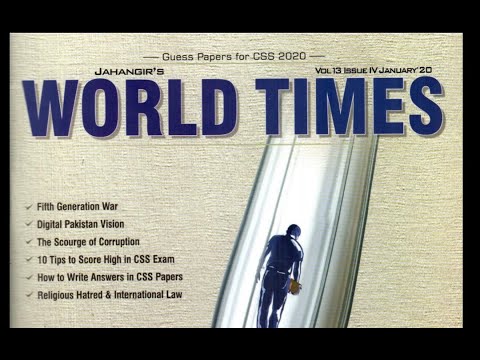 Guess Papers for CSS 2020
JAHANGIR'S
VOL 13 ISSUE IV JANUARY'20
WORLD TIMES
Fifth Generation War
Digital Pakistan Vision
The Scourge of Corruption
10 Tips to Score High in CSS Exam
How to Write Answers in CSS Papers
Religious Hatred & International Law